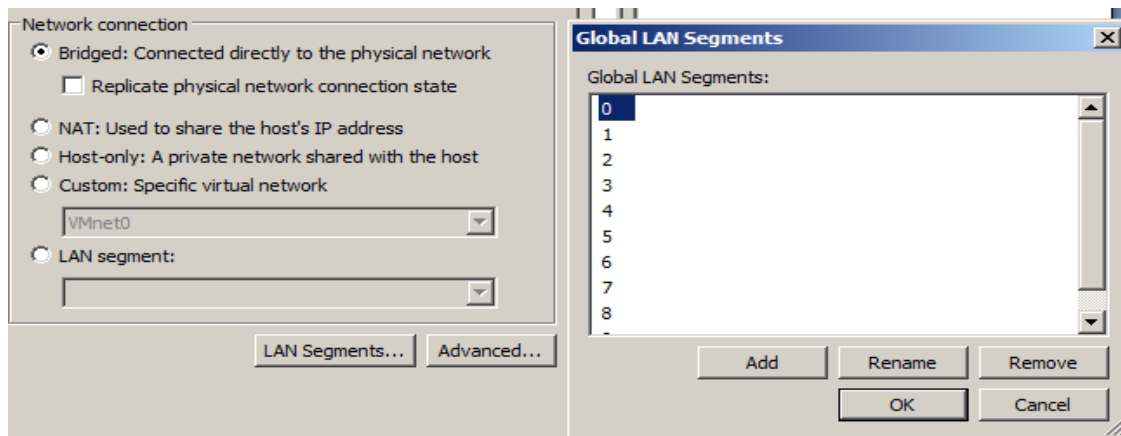 Network connection
Bridged: Connected directly to the physical network
Replicate physical network connection state
NAT: Used to share the host's IP address
Host-only: A private network shared with the host
Custom: Specific virtual network
VMnet0
LAN segment:
LAN Segments...
Advanced...
Global LAN Segments
Global LAN Segments:
0
1
2
3
4
5
6
7
8
Add
Rename
Remove
OK
Cancel